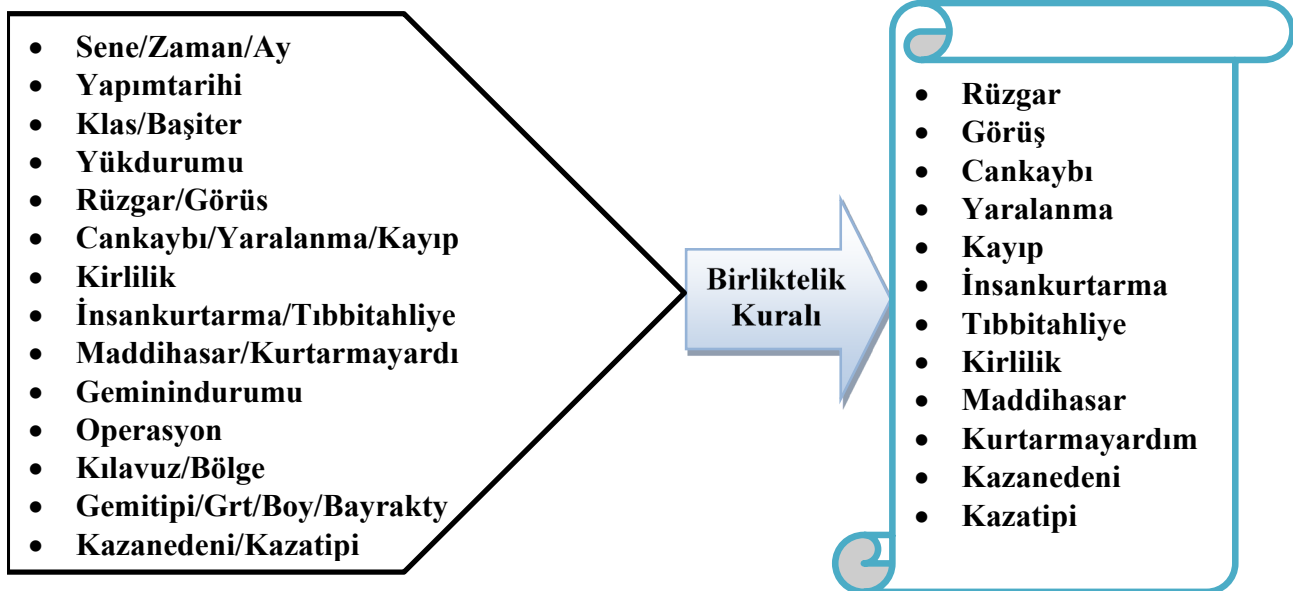 • Sene/Zaman/Ay
• Yapımtarihi
• Klas/Başiter
• Yükdurumu
• Rüzgar/Görüs
• Cankaybı/Yaralanma/Kayıp
• Kirlilik
• İnsankurtarma/Tıbbitahliye
• Maddihasar/Kurtarmayardı
• Geminindurumu
• Operasyon
• Kılavuz/Bölge
• Gemitipi/Grt/Boy/Bayrakty
• Kazanedeni/Kazatipi
Birliktelik
Kuralı
• Rüzgar
• Görüş
• Cankaybı
• Yaralanma
• Kayıp
• İnsankurtarma
• Tıbbitahliye
• Kirlilik
• Maddihasar
• Kurtarmayardım
• Kazanedeni
• Kazatipi